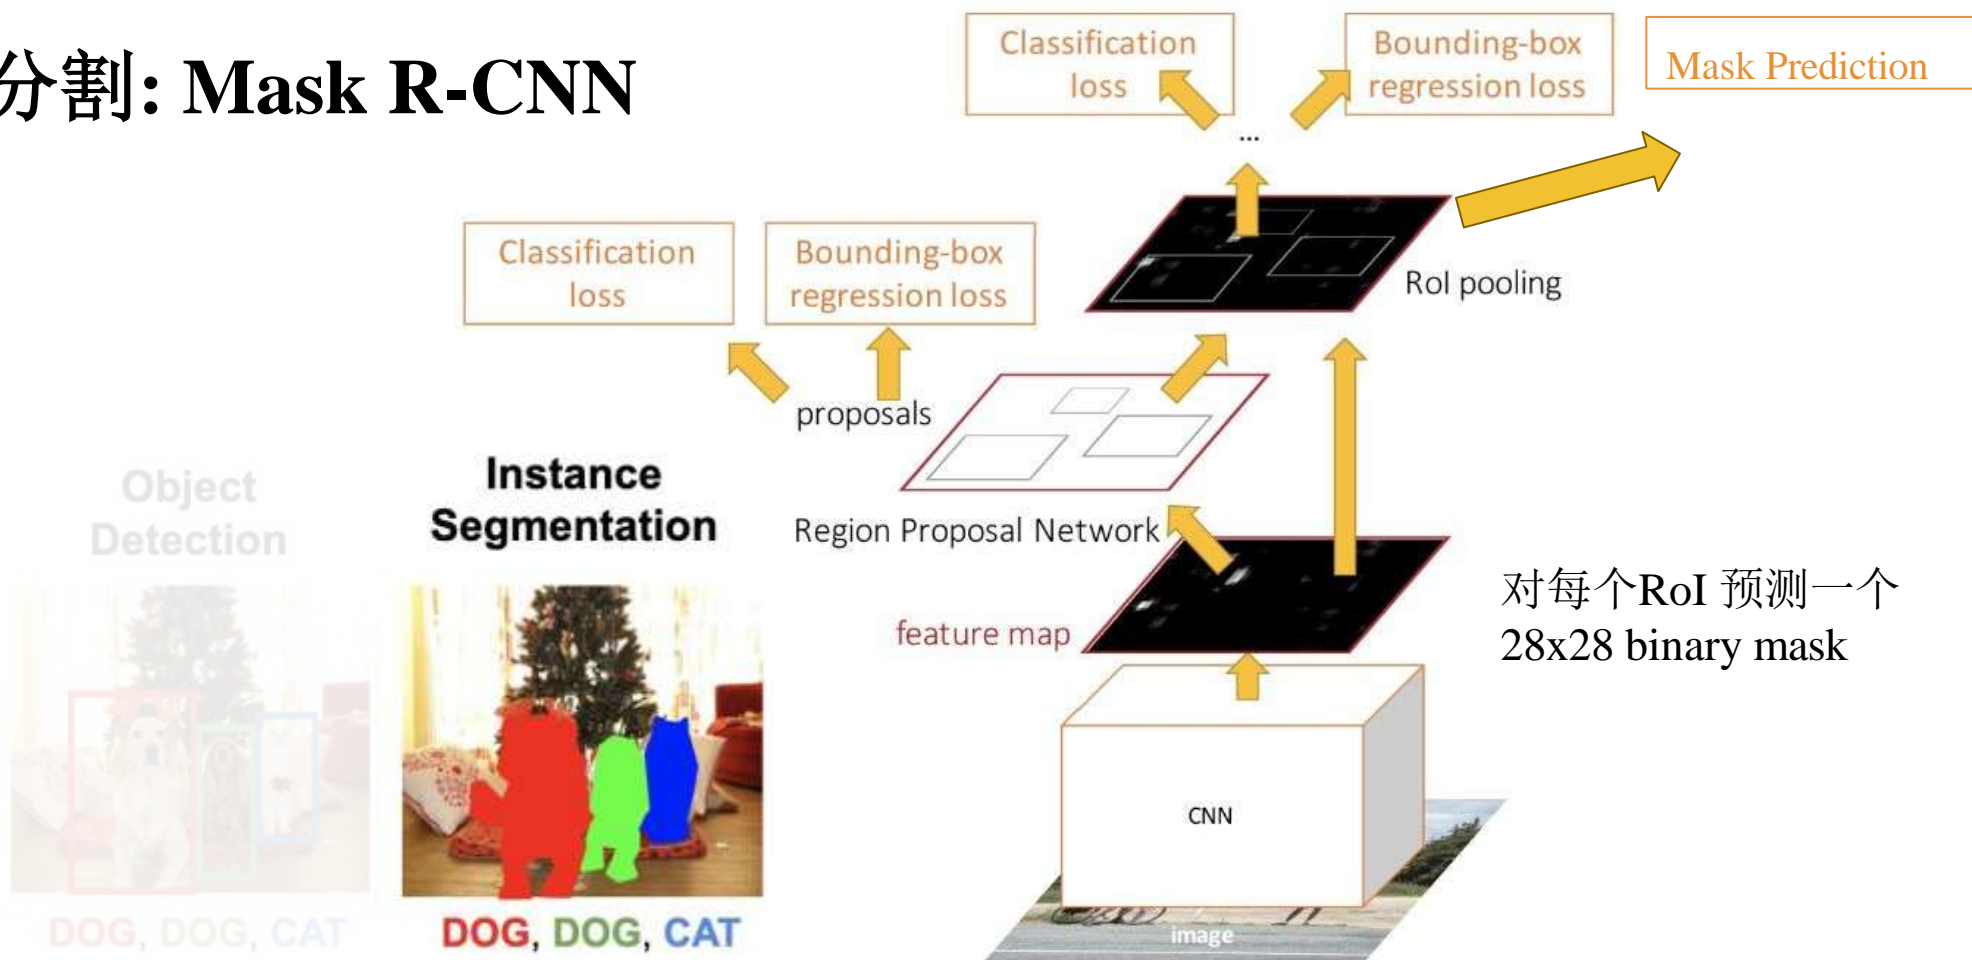 分割: Mask R-CNN
Classification
loss
Bounding-box
regression loss
Mask Prediction
...
Classification
loss
Bounding-box
regression loss
RoI pooling
proposals
Region Proposal Network
feature map
CNN
image
对每个RoI 预测一个
28x28 binary mask
Object
Detection
DOG, DOG, CAT
Instance
Segmentation
DOG, DOG, CAT